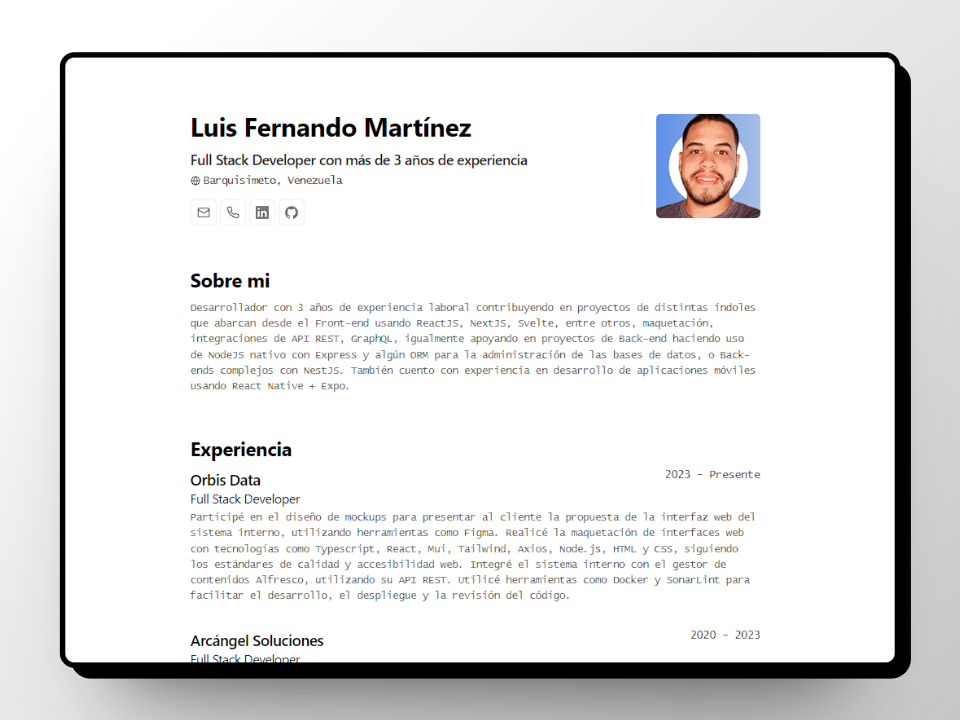 Luis Fernando Martínez
Full Stack Developer con más de 3 años de experiencia
Barquisimeto, Venezuela
Sobre mi
Desarrollador con 3 años de experiencia laboral contribuyendo en proyectos de distintas índoles
que abarcan desde el Front-end usando ReactJS, NextJS, Svelte, entre otros, maquetación,
integraciones de API REST, GraphQL, igualmente apoyando en proyectos de Back-end haciendo uso
de NodeJS nativo con Express y algún ORM para la administración de las bases de datos, o Back-
ends complejos con NestJS. También cuento con experiencia en desarrollo de aplicaciones móviles
usando React Native + Expo.
Experiencia
Orbis Data
2023 - Presente
Full Stack Developer
Participé en el diseño de mockups para presentar al cliente la propuesta de la interfaz web del
sistema interno, utilizando herramientas como Figma. Realicé la maquetación de interfaces web
con tecnologías como Typescript, React, Mui, Tailwind, Axios, Node.js, HTML y CSS, siguiendo
los estándares de calidad y accesibilidad web. Integré el sistema interno con el gestor de
contenidos Alfresco, utilizando su API REST. Utilicé herramientas como Docker y SonarLint para
facilitar el desarrollo, el despliegue y la revisión del código.
Arcángel Soluciones
2020 - 2023
Full Stack Developer